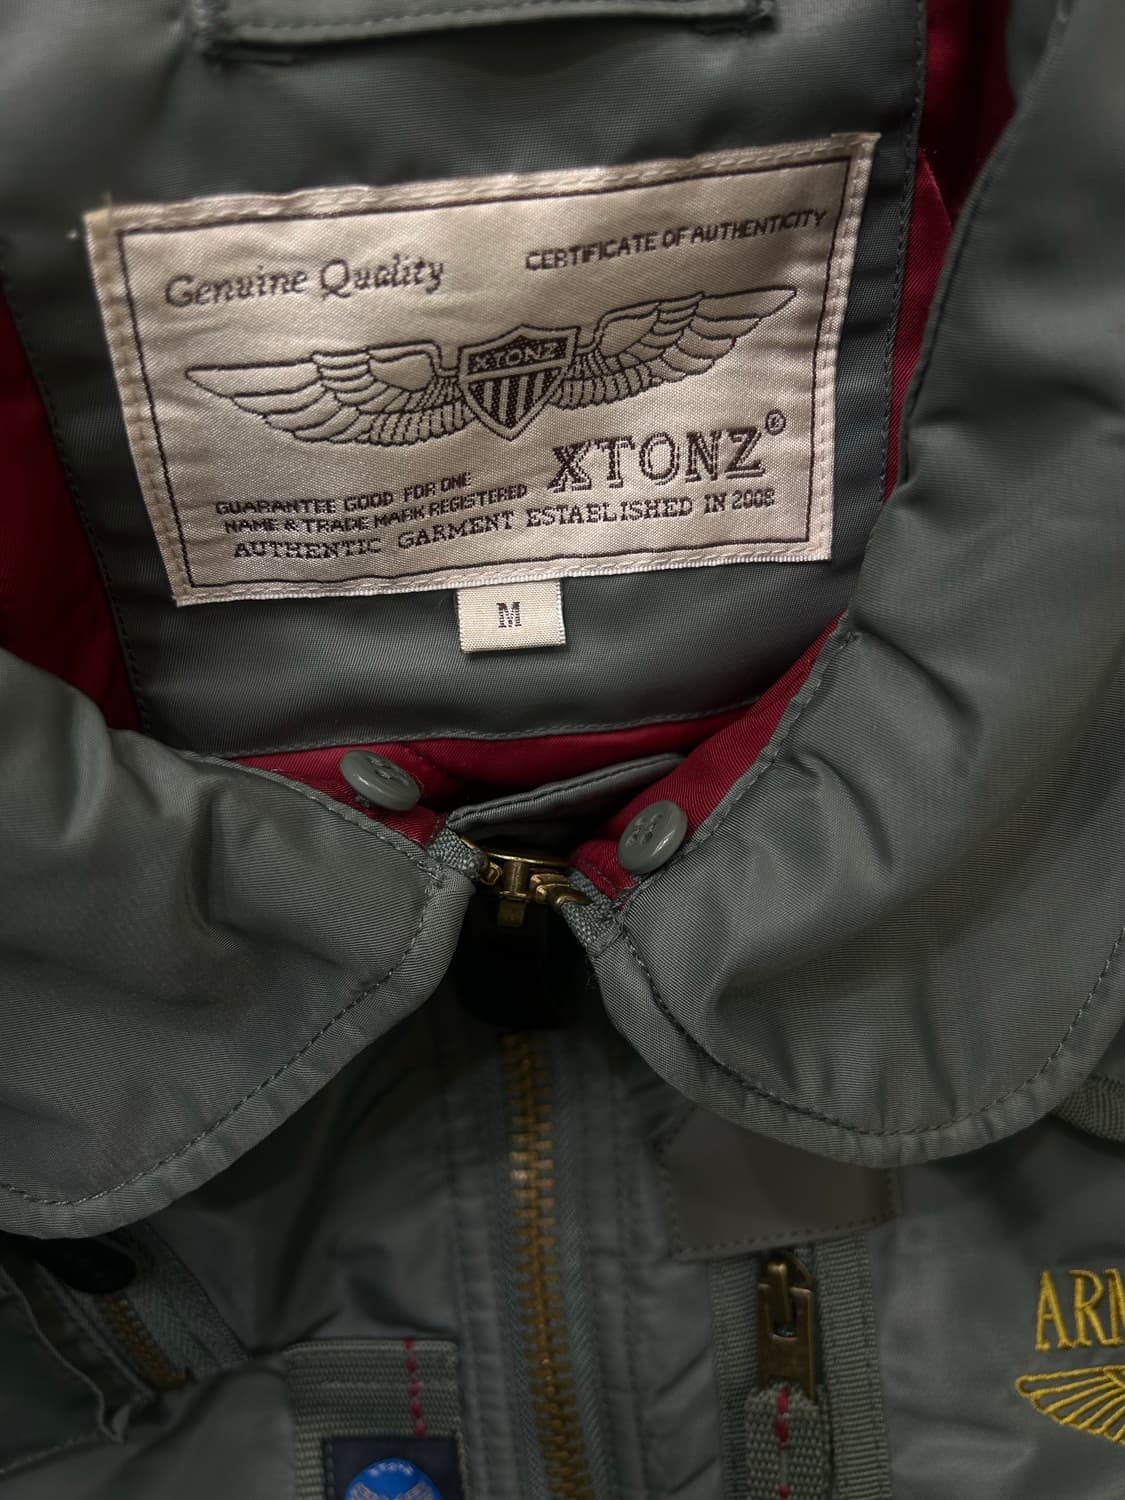 Genuine Quality
CERTIFICATE OF AUTHENTICITY
XTONZ
XTONZ®
GUARANTEE GOOD FOR ONE
NAME & TRADE MARK REGISTERED
AUTHENTIC GARMENT ESTABLISHED IN 2008
M
ARM